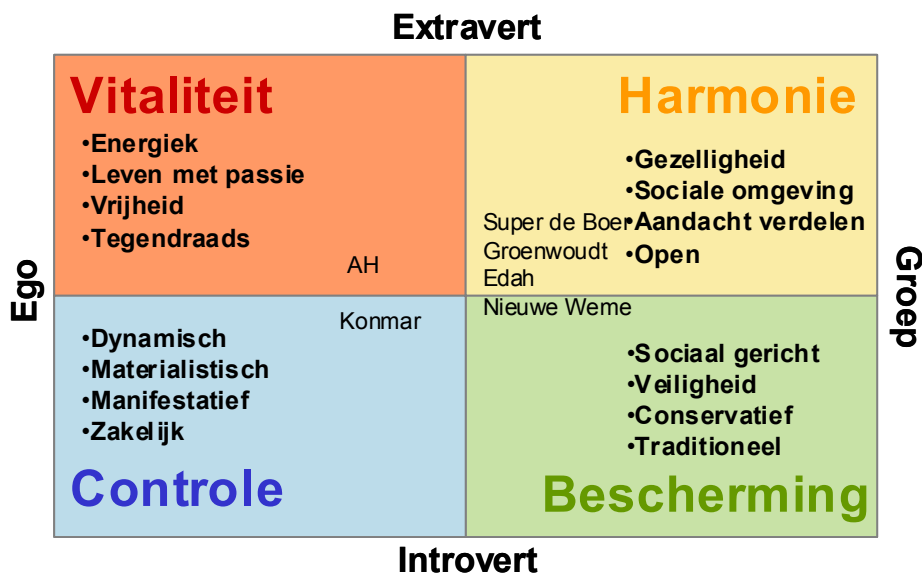 Extravert
Vitaliteit
•Energiek
•Leven met passie
•Vrijheid
•Tegendraads
AH
Harmonie
•Gezelligheid
•Sociale omgeving
•Aandacht verdelen
•Open
Super de Boer
Groenwoudt
Edah
Ego
Groep
Konmar
•Dynamisch
•Materialistisch
•Manifestatief
•Zakelijk
Controle
Nieuwe Weme
•Sociaal gericht
•Veiligheid
•Conservatief
•Traditioneel
Bescherming
Introvert